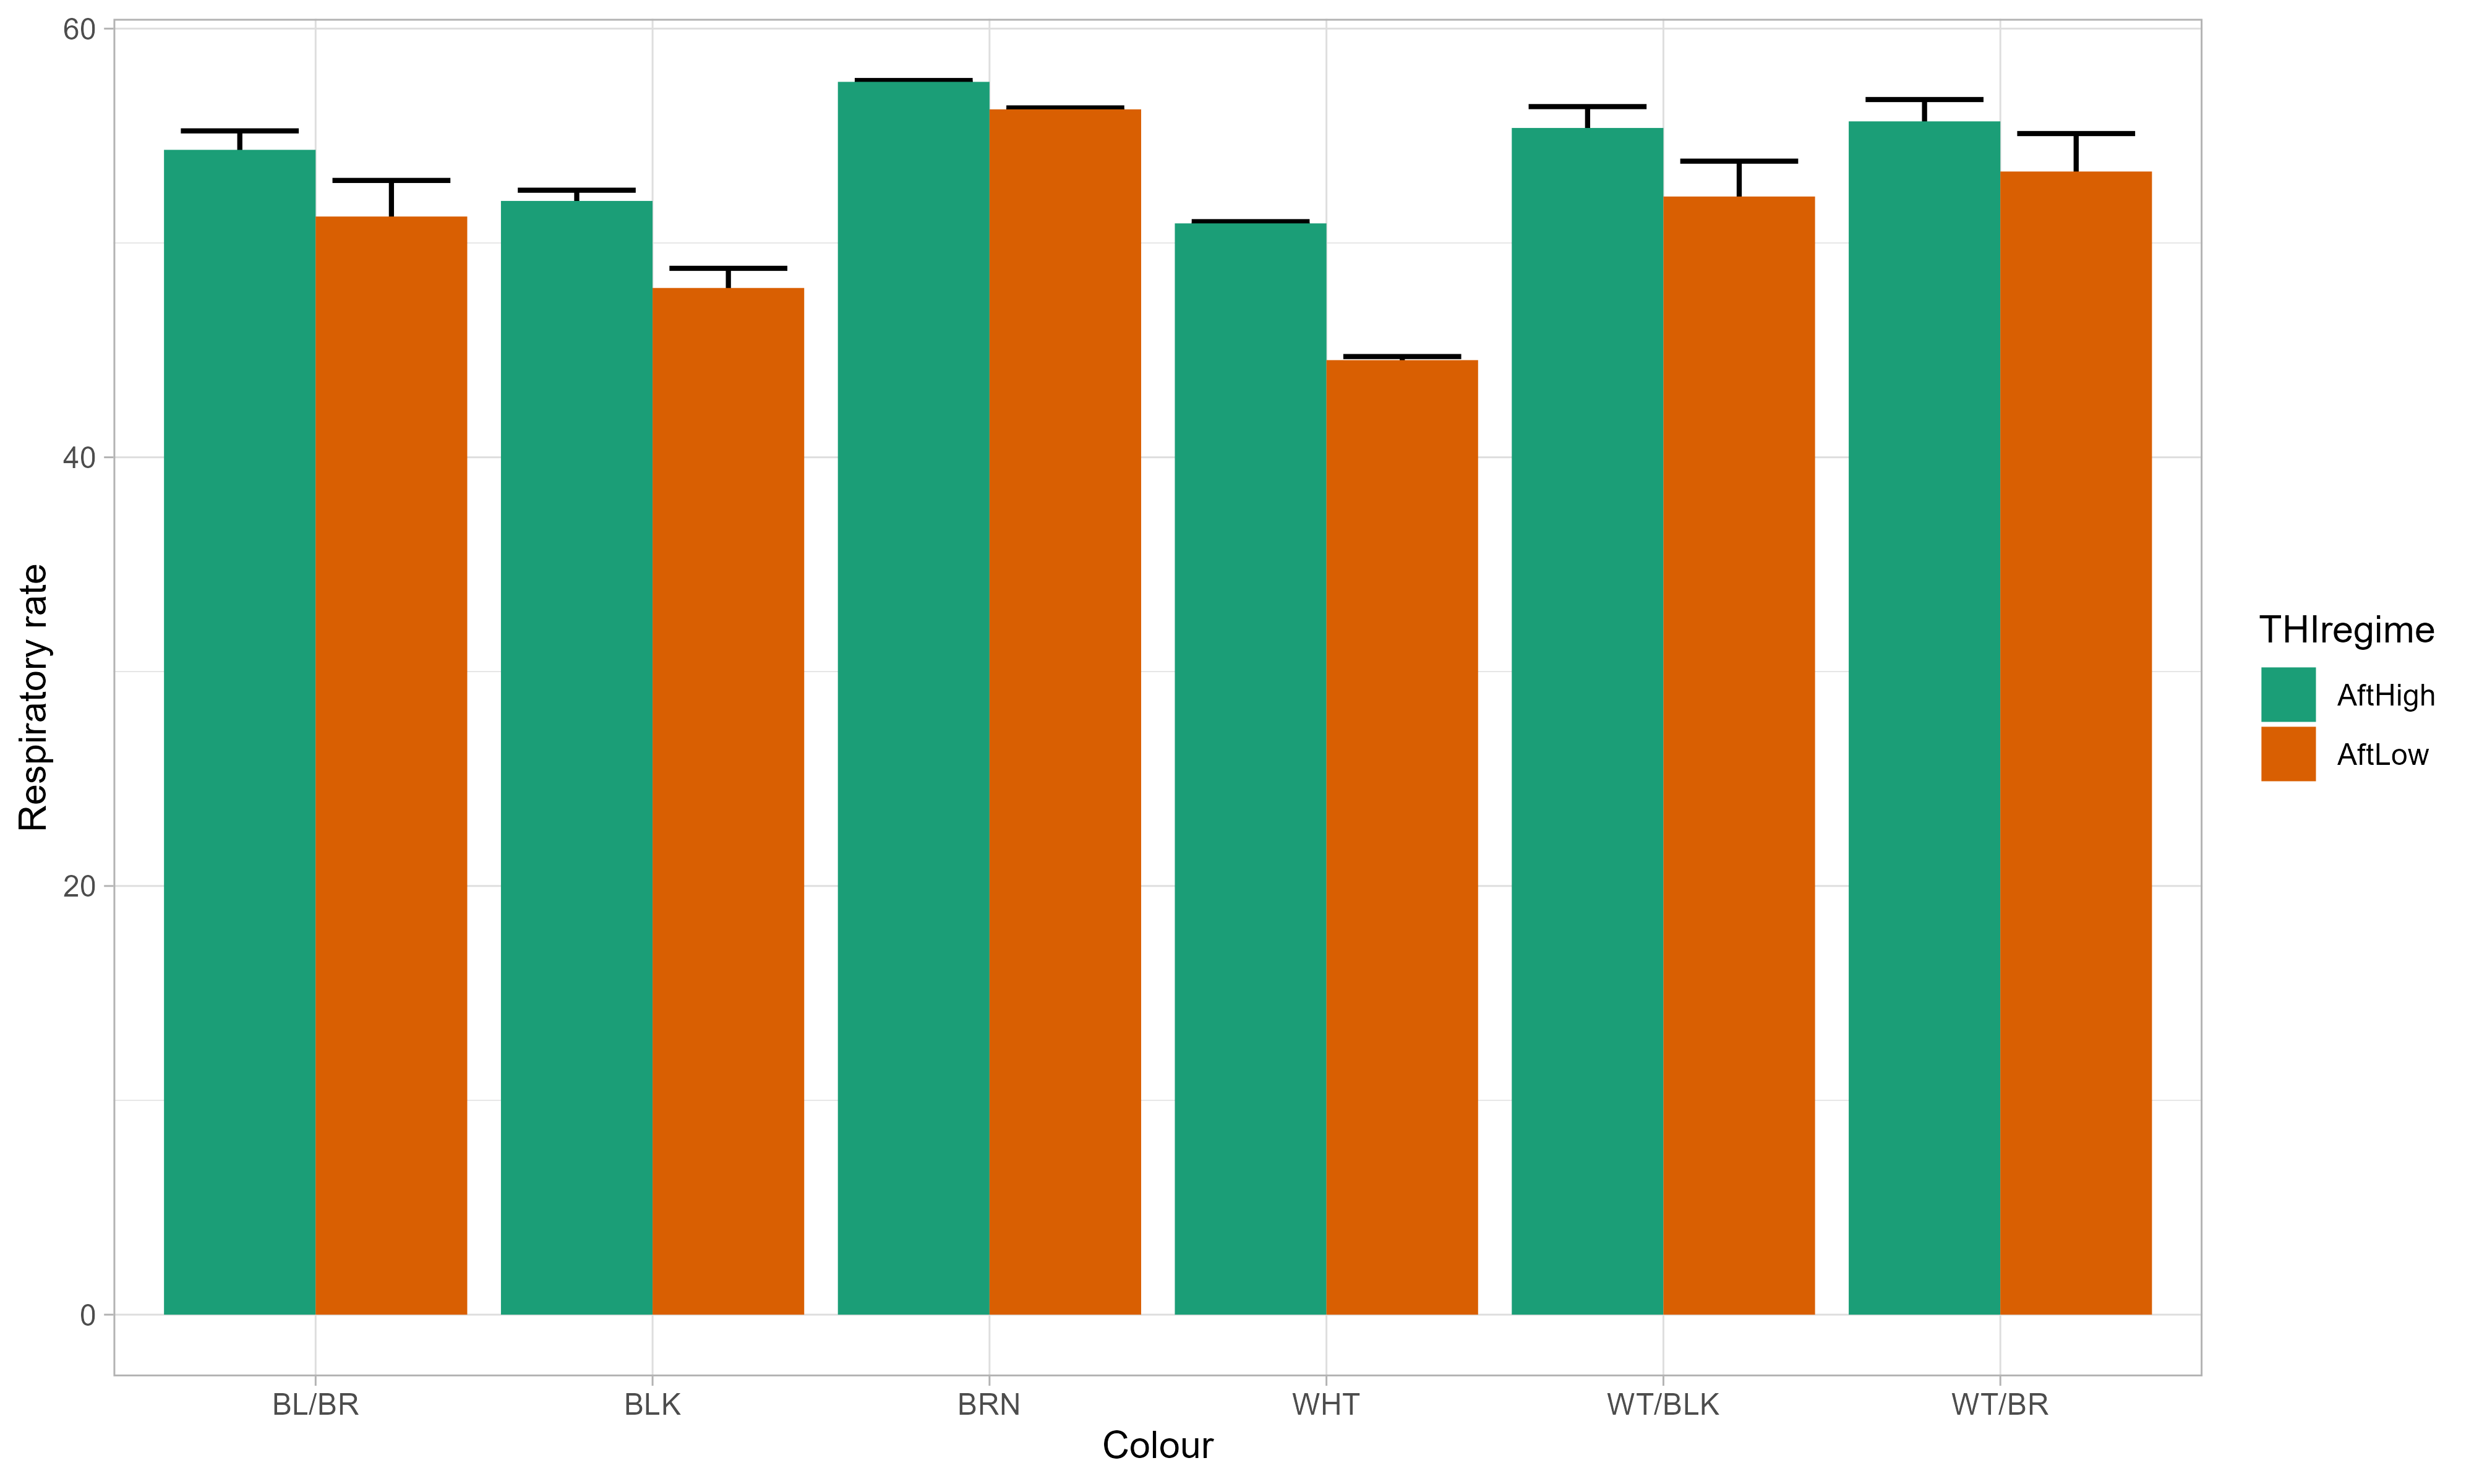 60
40
20
0
Respiratory rate
BL/BR
BLK
BRN
WHT
WT/BLK
WT/BR
Colour
THIregime
AftHigh
AftLow